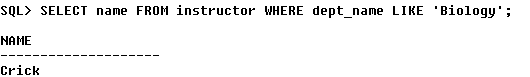 SQL> SELECT name FROM instructor WHERE dept_name LIKE 'Biology';
NAME
--------------------
Crick